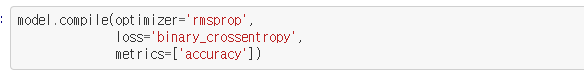 :
model.compile(optimizer='rmsprop',
              loss='binary_crossentropy',
              metrics=['accuracy'])